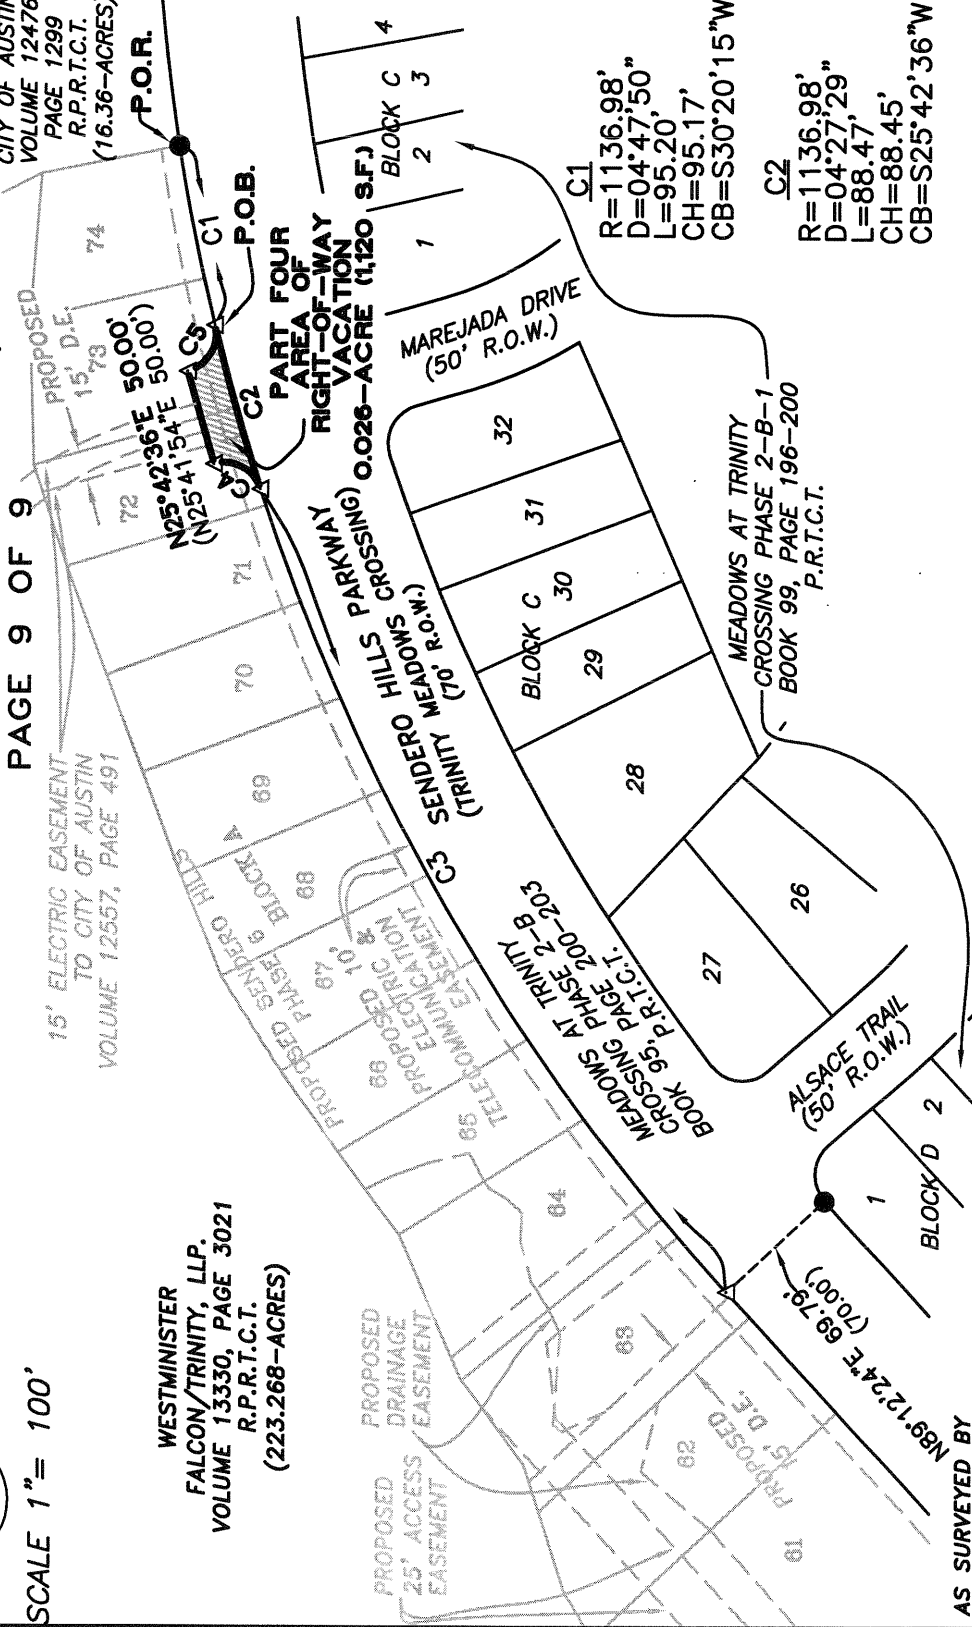 PAGE 9 OF 9
SCALE 1"= 100'
CITY OF AUSTIN
VOLUME 12476
PAGE 1299
R.P.R.T.C.T.
(16.36-ACRES)
P.O.R.
15' ELECTRIC EASEMENT
TO CITY OF AUSTIN
VOLUME 12557, PAGE 491
PROPOSED
15' D.E.
74
73
72
71
70
69
68
67
66
65
64
63
62
61
N25°42'36"E 50.00'
(N25°41'54"E 50.00')
C5
C4
C1
C2
P.O.B.
PART FOUR
AREA OF
RIGHT-OF-WAY
VACATION
0.026-ACRE (1,120 S.F.)
BLOCK C
1
2
3
4
PROPOSED SENDERO HILLS
PHASE 6
BLOCK A
PROPOSED 10'
PROPOSED ELECTRIC &
TELECOMMUNICATION
EASEMENT
C3
SENDERO HILLS PARKWAY
(TRINITY MEADOWS CROSSING)
(70' R.O.W.)
MAREJADA DRIVE
(50' R.O.W.)
32
31
30
29
28
27
26
BLOCK C
WESTMINISTER
FALCON/TRINITY, LLP.
VOLUME 13330, PAGE 3021
R.P.R.T.C.T.
(223.268-ACRES)
MEADOWS AT TRINITY
CROSSING PHASE 2-B
BOOK 95, PAGE 200-203
P.R.T.C.T.
MEADOWS AT TRINITY
CROSSING PHASE 2-B-1
BOOK 99, PAGE 196-200
P.R.T.C.T.
ALSACE TRAIL
(50' R.O.W.)
BLOCK D
1
2
PROPOSED
DRAINAGE
EASEMENT
PROPOSED
25' ACCESS
EASEMENT
PROPOSED
15' D.E.
N89°12'24"E 69.79'
(70.00')
AS SURVEYED BY
C1
R=1136.98'
D=04°47'50"
L=95.20'
CH=95.17'
CB=S30°20'15"W
C2
R=1136.98'
D=04°27'29"
L=88.47'
CH=88.45'
CB=S25°42'36"W